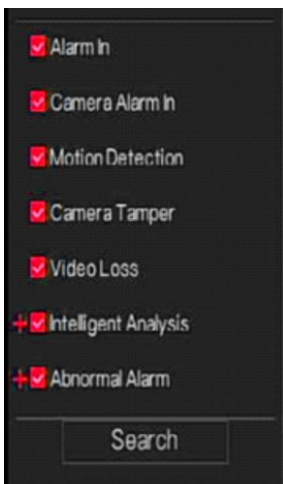 Alarm In
Camera Alarm In
Motion Detection
Camera Tamper
Video Loss
Intelligent Analysis
Abnormal Alarm
Search